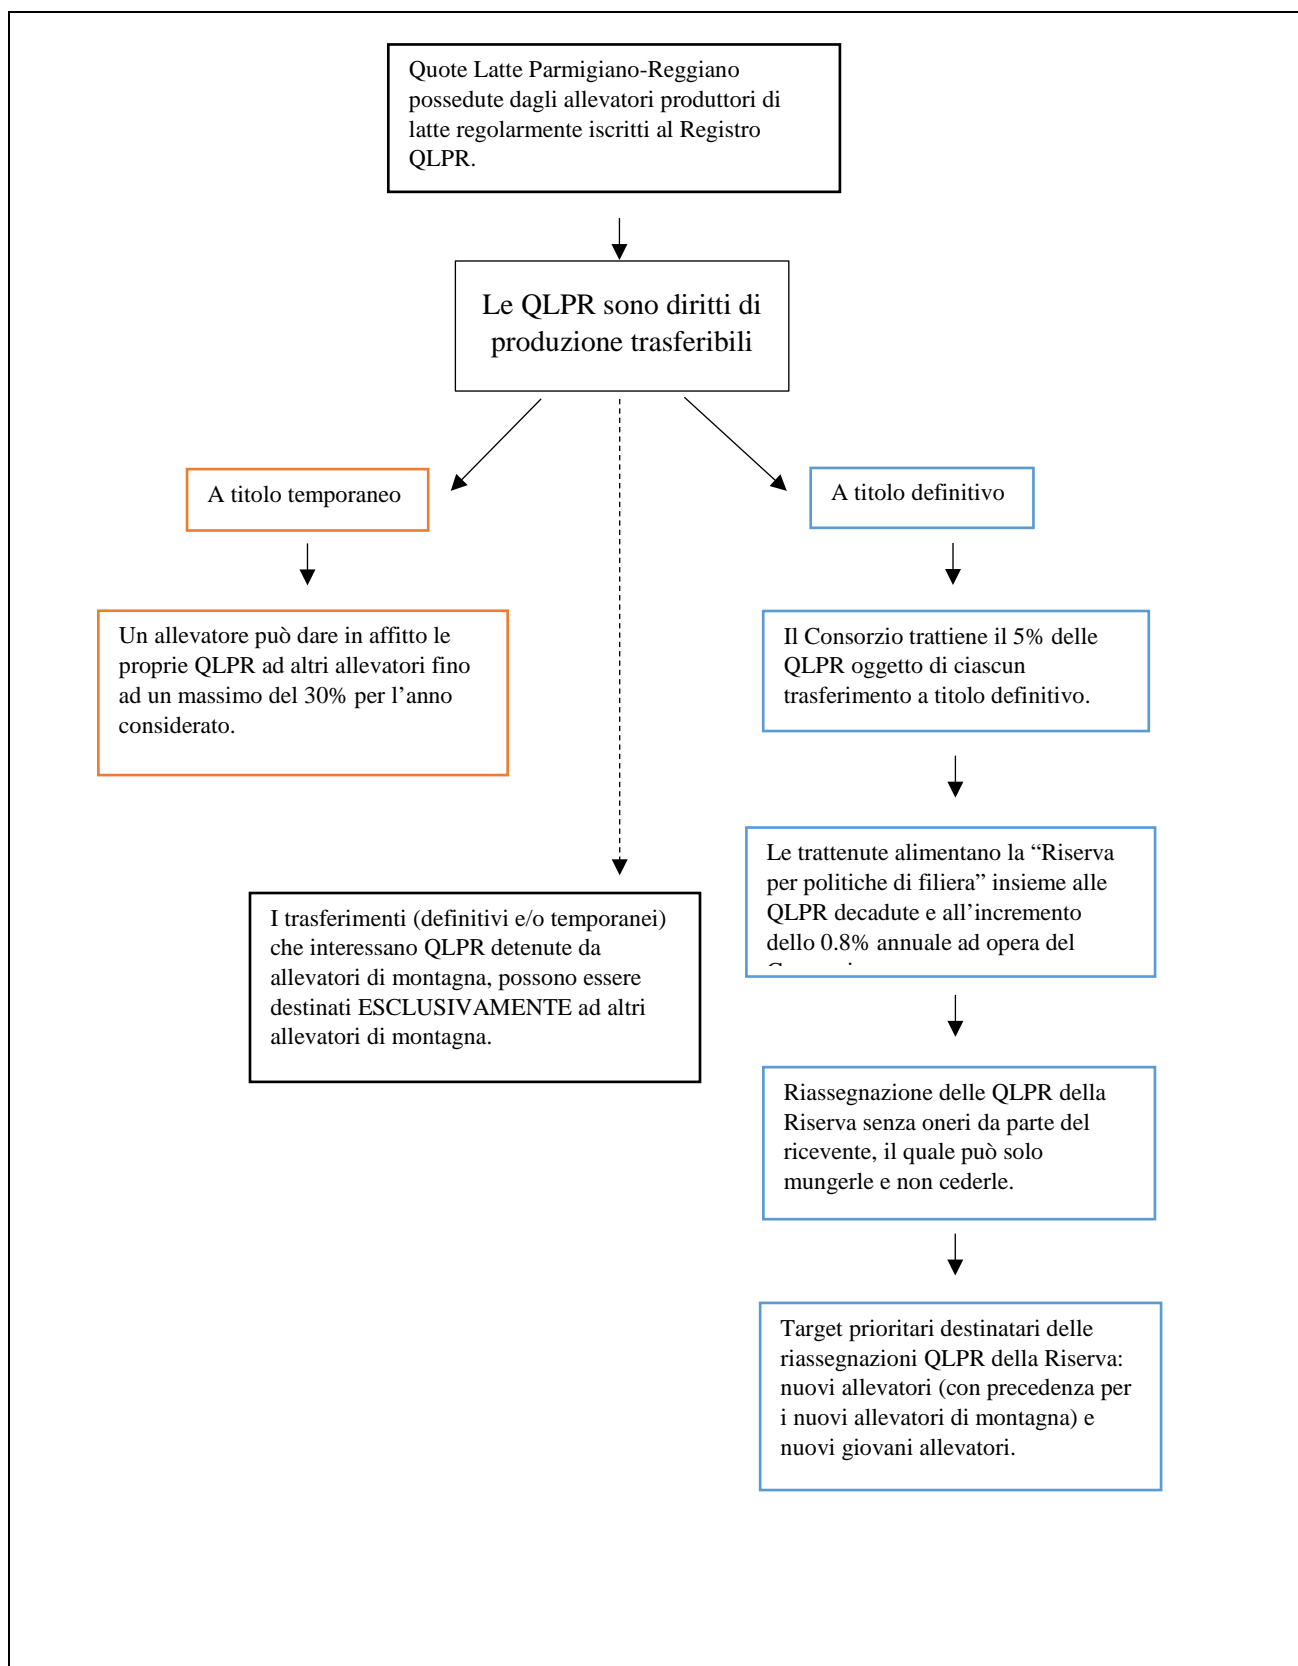 Quote Latte Parmigiano-Reggiano
possedute dagli allevatori produttori di
latte regolarmente iscritti al Registro
QLPR.
Le QLPR sono diritti di
produzione trasferibili
A titolo temporaneo
A titolo definitivo
Un allevatore può dare in affitto le
proprie QLPR ad altri allevatori fino
ad un massimo del 30% per l’anno
considerato.
Il Consorzio trattiene il 5% delle
QLPR oggetto di ciascun
trasferimento a titolo definitivo.
Le trattenute alimentano la “Riserva
per politiche di filiera” insieme alle
QLPR decadute e all’incremento
dello 0.8% annuale ad opera del
I trasferimenti (definitivi e/o temporanei)
che interessano QLPR detenute da
allevatori di montagna, possono essere
destinati ESCLUSIVAMENTE ad altri
allevatori di montagna.
Riassegnazione delle QLPR della
Riserva senza oneri da parte del
ricevente, il quale può solo
mungerle e non cederle.
Target prioritari destinatari delle
riassegnazioni QLPR della Riserva:
nuovi allevatori (con precedenza per
i nuovi allevatori di montagna) e
nuovi giovani allevatori.